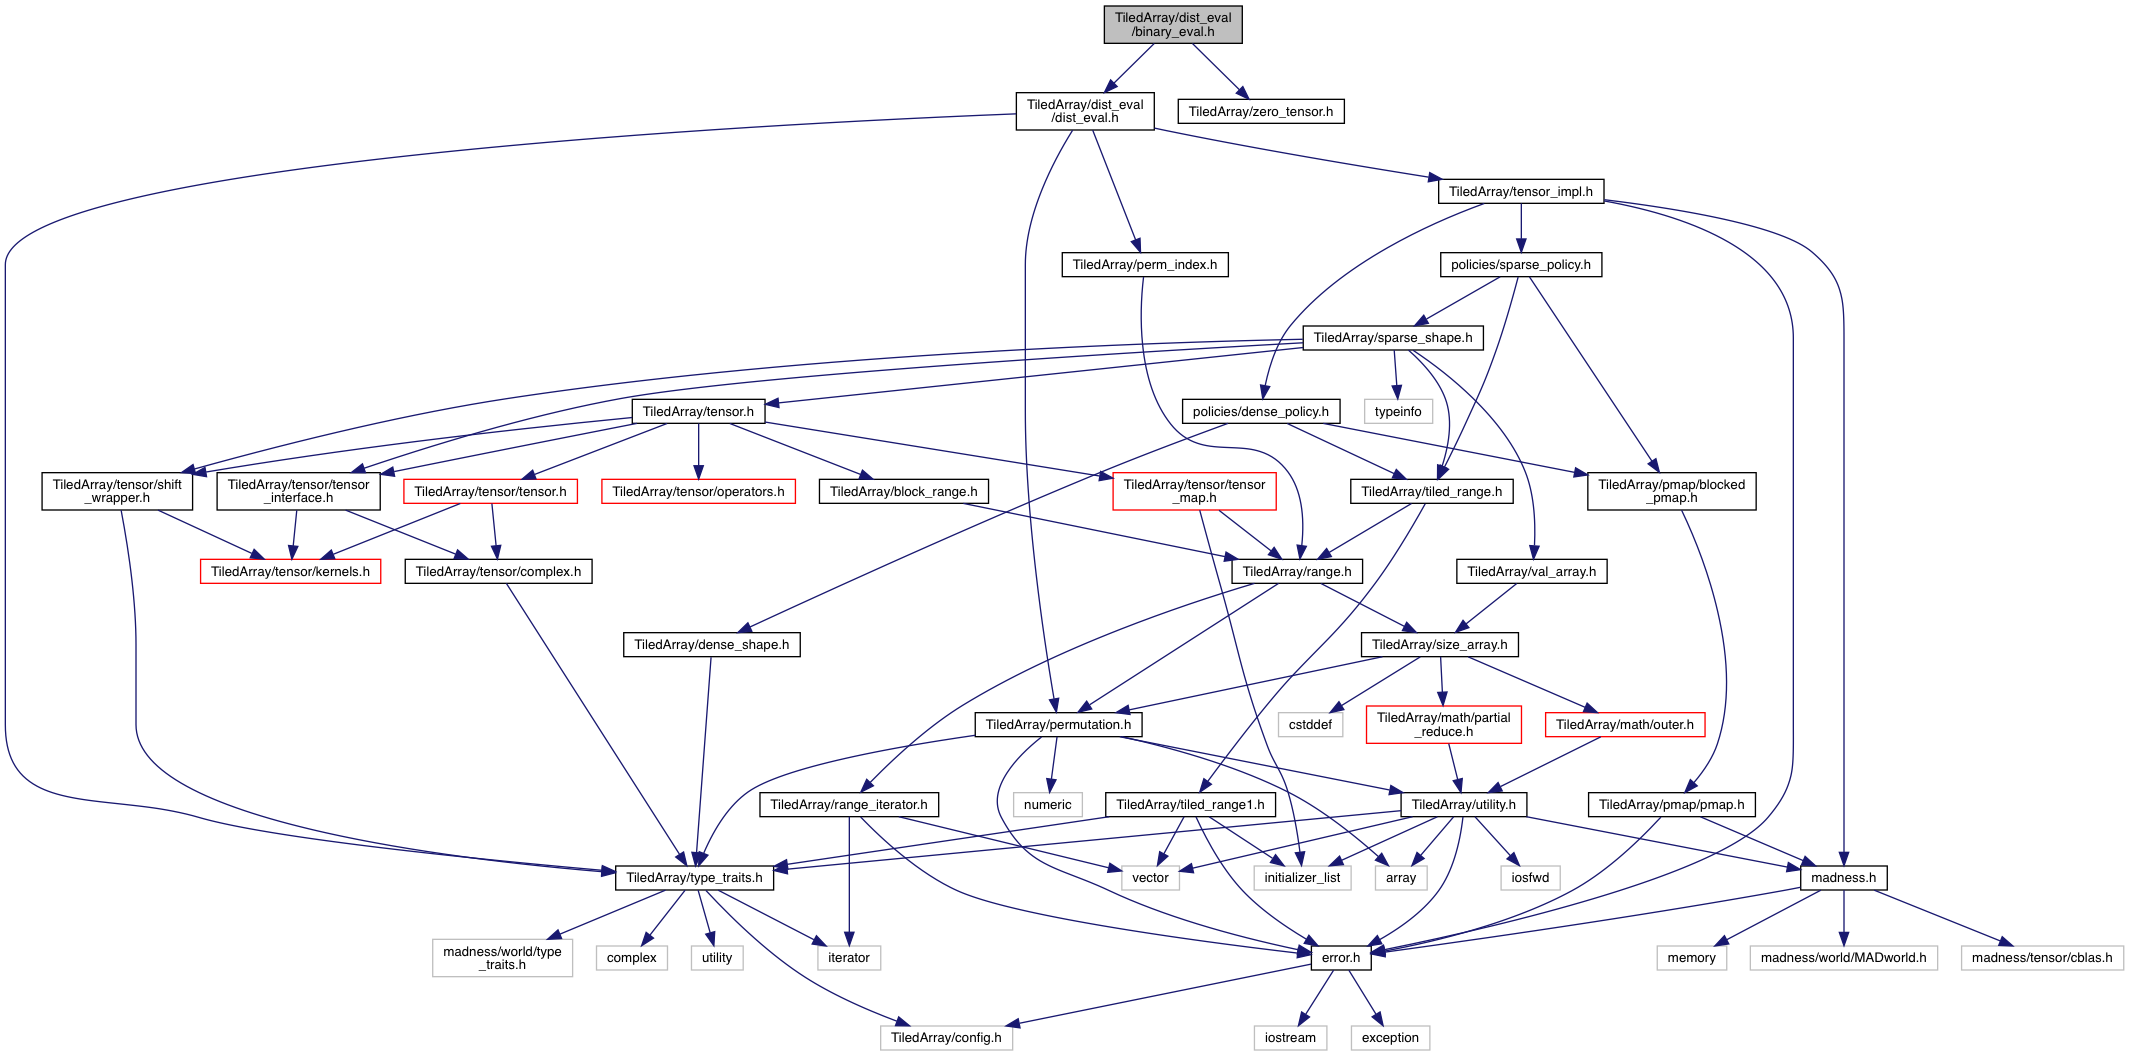 TiledArray/dist_eval
/binary_eval.h
TiledArray/dist_eval
/dist_eval.h
TiledArray/zero_tensor.h
TiledArray/tensor_impl.h
TiledArray/perm_index.h
policies/sparse_policy.h
TiledArray/sparse_shape.h
TiledArray/tensor.h
policies/dense_policy.h
typeinfo
TiledArray/tensor/shift
_wrapper.h
TiledArray/tensor/tensor
_interface.h
TiledArray/tensor/tensor.h
TiledArray/tensor/operators.h
TiledArray/block_range.h
TiledArray/tensor/tensor
_map.h
TiledArray/tiled_range.h
TiledArray/pmap/blocked
_pmap.h
TiledArray/tensor/kernels.h
TiledArray/tensor/complex.h
TiledArray/range.h
TiledArray/val_array.h
TiledArray/dense_shape.h
TiledArray/size_array.h
TiledArray/permutation.h
cstddef
TiledArray/math/partial
_reduce.h
TiledArray/math/outer.h
TiledArray/range_iterator.h
numeric
TiledArray/tiled_range1.h
TiledArray/utility.h
TiledArray/pmap/pmap.h
TiledArray/type_traits.h
vector
initializer_list
array
iosfwd
madness.h
madness/world/type
_traits.h
complex
utility
iterator
error.h
memory
madness/world/MADworld.h
madness/tensor/cblas.h
TiledArray/config.h
iostream
exception